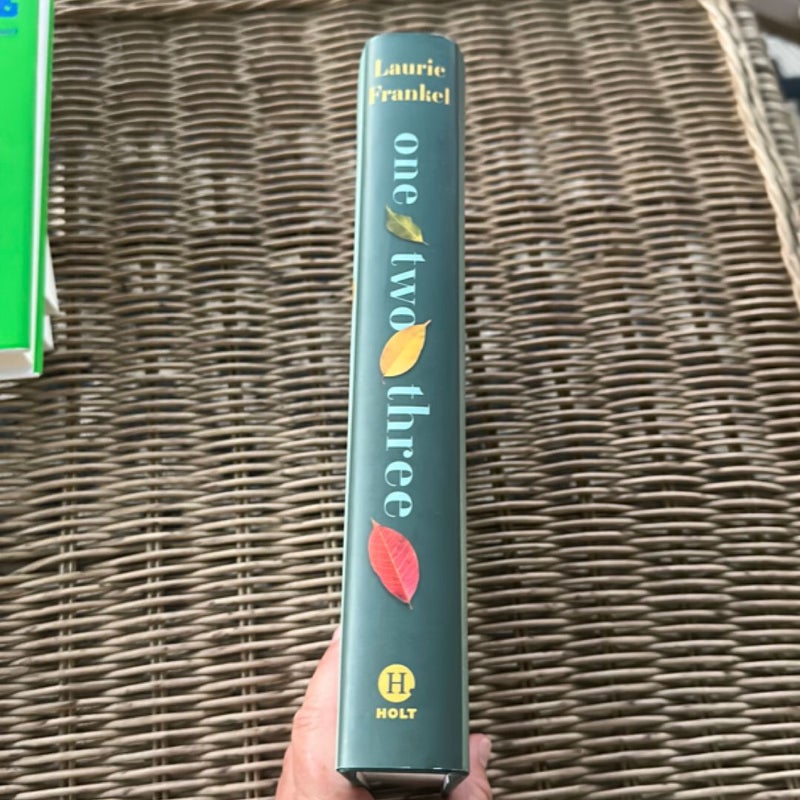 Laurie
Frankel
one two three
H
HOLT